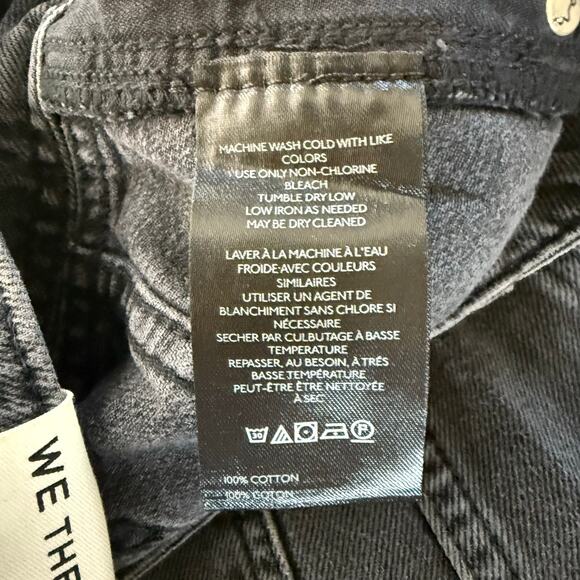 MACHINE WASH COLD WITH LIKE
COLORS
USE ONLY NON-CHLORINE
BLEACH
TUMBLE DRY LOW
LOW IRON AS NEEDED
MAY BE DRY CLEANED
LAVER À LA MACHINE À L'EAU
FROIDE AVEC COULEURS
SIMILAIRES
UTILISER UN AGENT DE
BLANCHIMENT SANS CHLORE SI
NÉCESSAIRE
SECHER PAR CULBUTAGE À BASSE
TEMPERATURE
REPASSER, AU BESOIN, À TRÉS
BASSE TEMPÉRATURE
PEUT-ÊTRE ÊTRE NETTOYÉE
À SEC
30 P
100% COTTON
100% COTON
WE THE